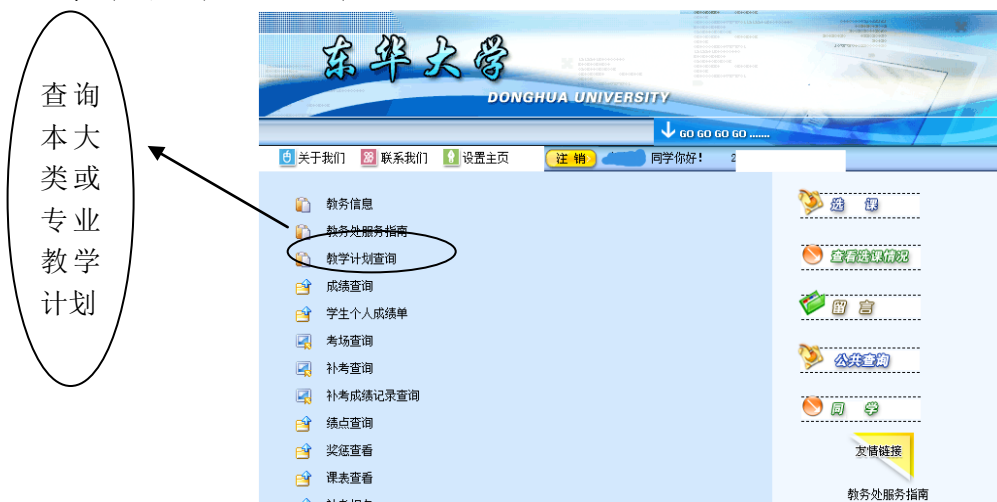 查询
本大
类或
专业
教学
计划
东华大学
DONGHUA UNIVERSITY
GO GO GO GO .......
关于我们 联系我们 设置主页 注 销 同学你好! 2
教务信息
教务处服务指南
教学计划查询
成绩查询
学生个人成绩单
考场查询
补考查询
补考成绩记录查询
绩点查询
奖惩查看
课表查看
选 课
查看选课情况
留 言
公共查询
同 学
友情链接
教务处服务指南